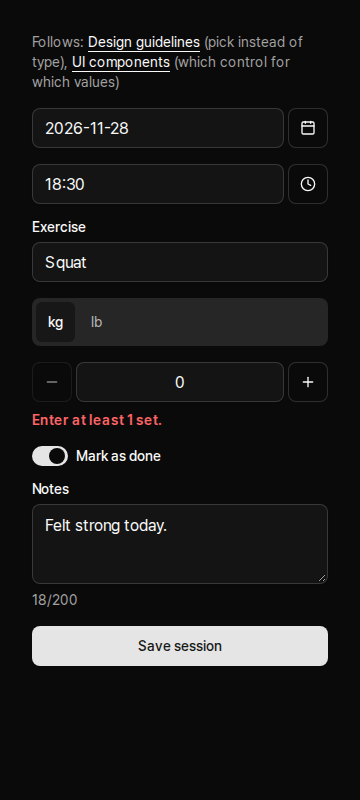 Follows: Design guidelines (pick instead of
type), UI components (which control for
which values)
2026-11-28
18:30
Exercise
Squat
kg lb
0
Enter at least 1 set.
Mark as done
Notes
Felt strong today.
18/200
Save session